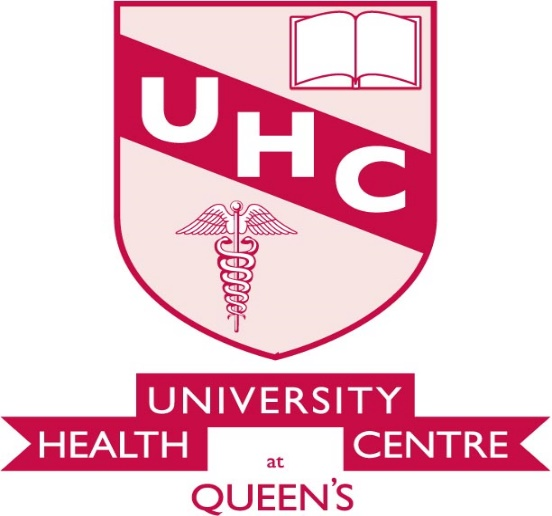 UHC
UNIVERSITY
HEALTH CENTRE
at
QUEEN'S